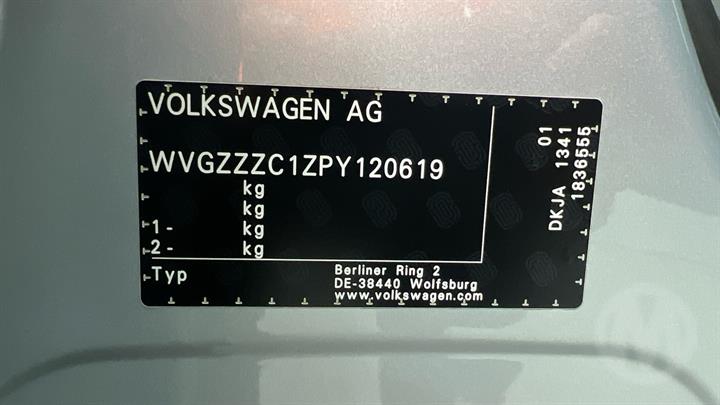 VOLKSWAGEN AG
WVGZZZC1ZPY120619
kg
kg
1- kg
2- kg
Typ
Berliner Ring 2
DE-38440 Wolfsburg
www.volkswagen.com
01
DKJA 1341
1836555
M